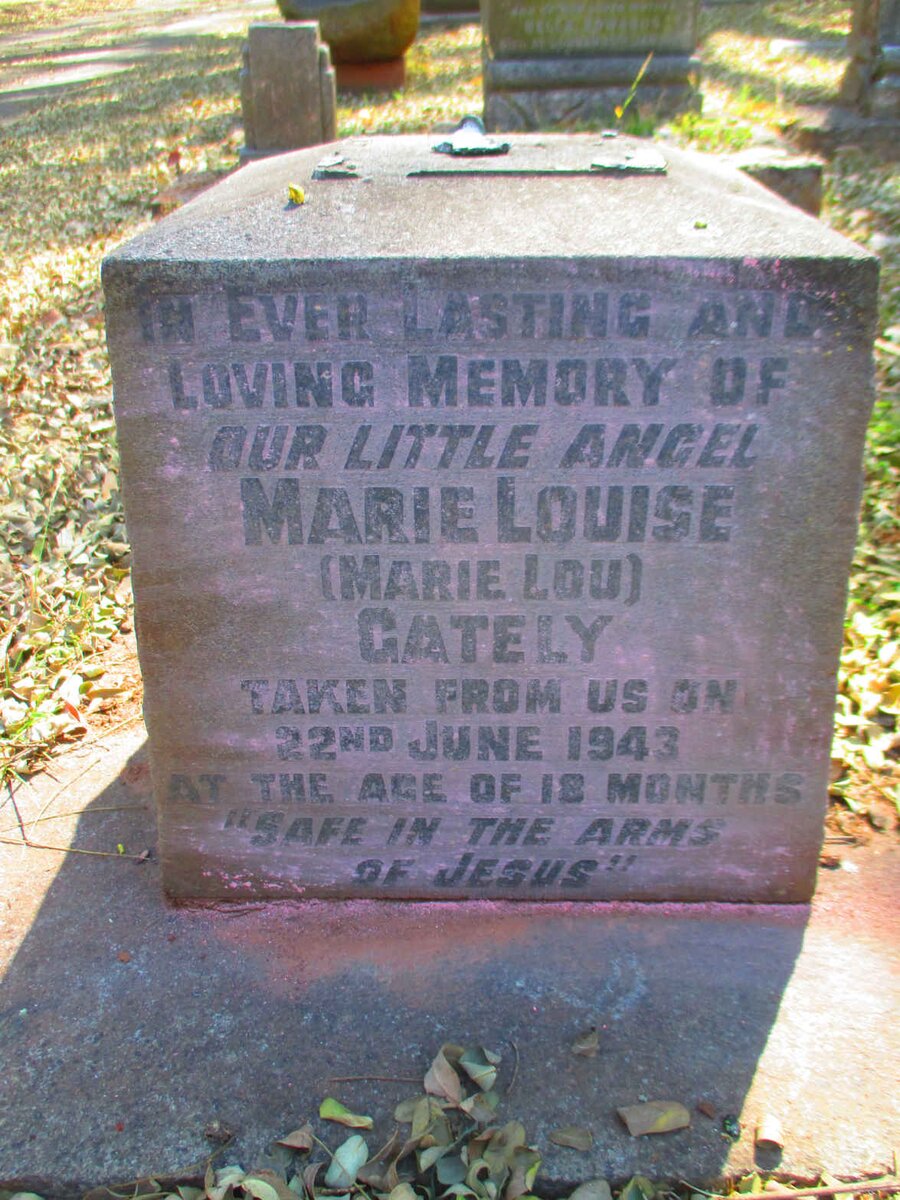 IN EVER LASTING AND
LOVING MEMORY OF
OUR LITTLE ANGEL
MARIE LOUISE
(MARIE LOU)
GATELY
TAKEN FROM US ON
22ND JUNE 1943
AT THE AGE OF 18 MONTHS
"SAFE IN THE ARMS
OF JESUS"